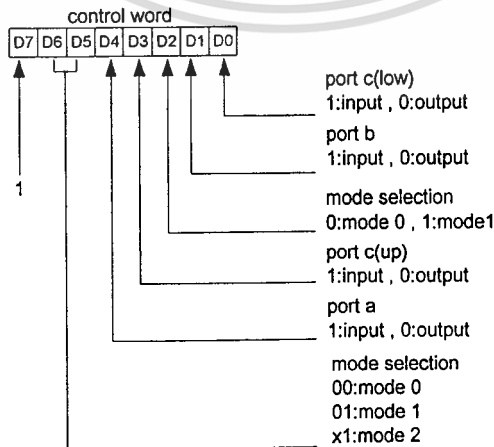 control word
D7 D6 D5 D4 D3 D2 D1 D0
port c(low)
1:input , 0:output
port b
1:input , 0:output
1
mode selection
0:mode 0 , 1:mode1
port c(up)
1:input , 0:output
port a
1:input , 0:output
mode selection
00:mode 0
01:mode 1
x1:mode 2